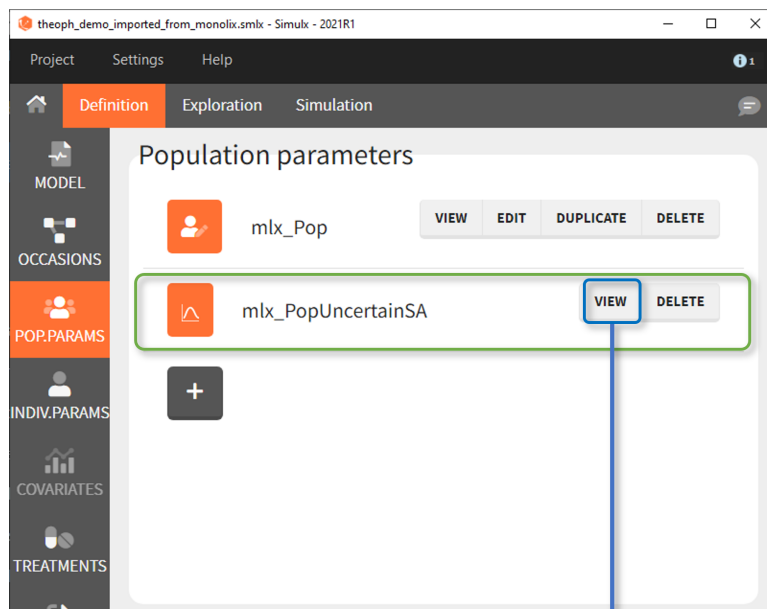 theoph_demo_imported_from_monolix.smlx - Simulx - 2021R1
Project Settings Help
1
Definition Exploration Simulation
Population parameters
MODEL
mlx_Pop
VIEW EDIT DUPLICATE DELETE
OCCASIONS
mlx_PopUncertainSA
VIEW DELETE
POP.PARAMS
INDIV.PARAMS
COVARIATES
TREATMENTS